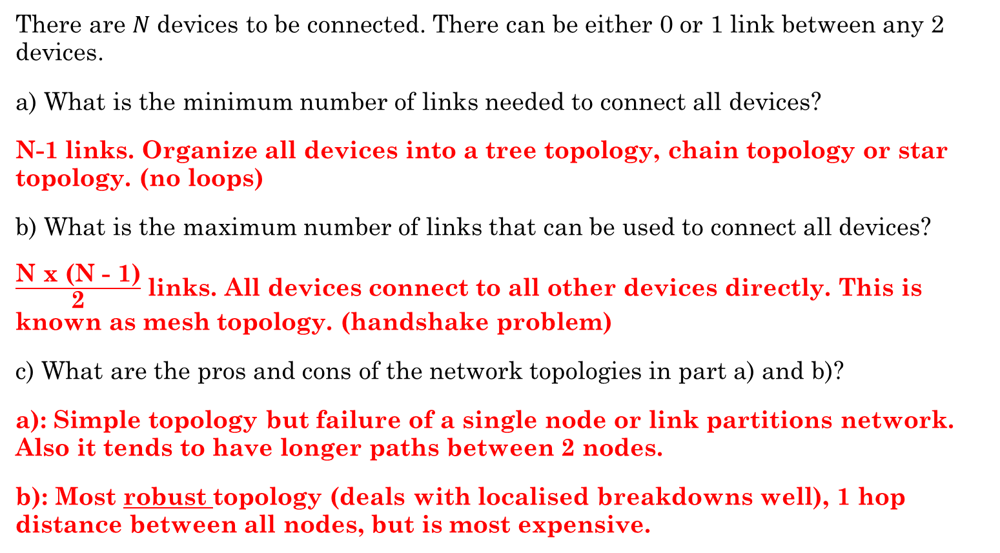 There are N devices to be connected. There can be either 0 or 1 link between any 2
devices.
a) What is the minimum number of links needed to connect all devices?
N-1 links. Organize all devices into a tree topology, chain topology or star
topology. (no loops)
b) What is the maximum number of links that can be used to connect all devices?
N x (N - 1)
2
links. All devices connect to all other devices directly. This is
known as mesh topology. (handshake problem)
c) What are the pros and cons of the network topologies in part a) and b)?
a): Simple topology but failure of a single node or link partitions network.
Also it tends to have longer paths between 2 nodes.
b): Most robust topology (deals with localised breakdowns well), 1 hop
distance between all nodes, but is most expensive.